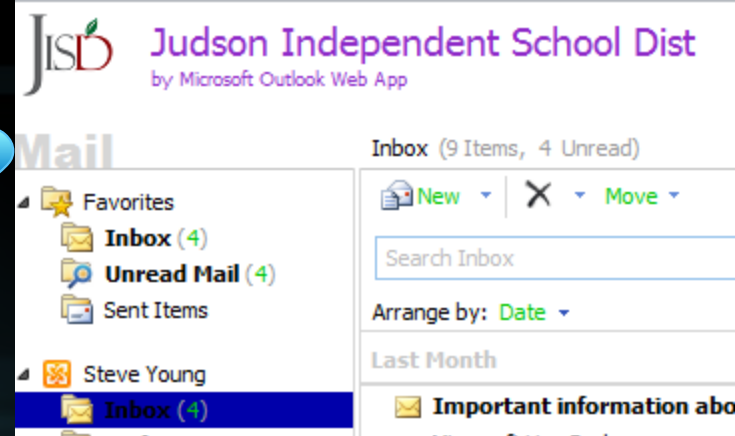 JISD
Judson Independent School Dist
by Microsoft Outlook Web App
Mail
Inbox (9 Items, 4 Unread)
Favorites
Inbox (4)
Unread Mail (4)
Sent Items
Steve Young
Inbox (4)
New
Move
Search Inbox
Arrange by: Date
Last Month
Important information abo